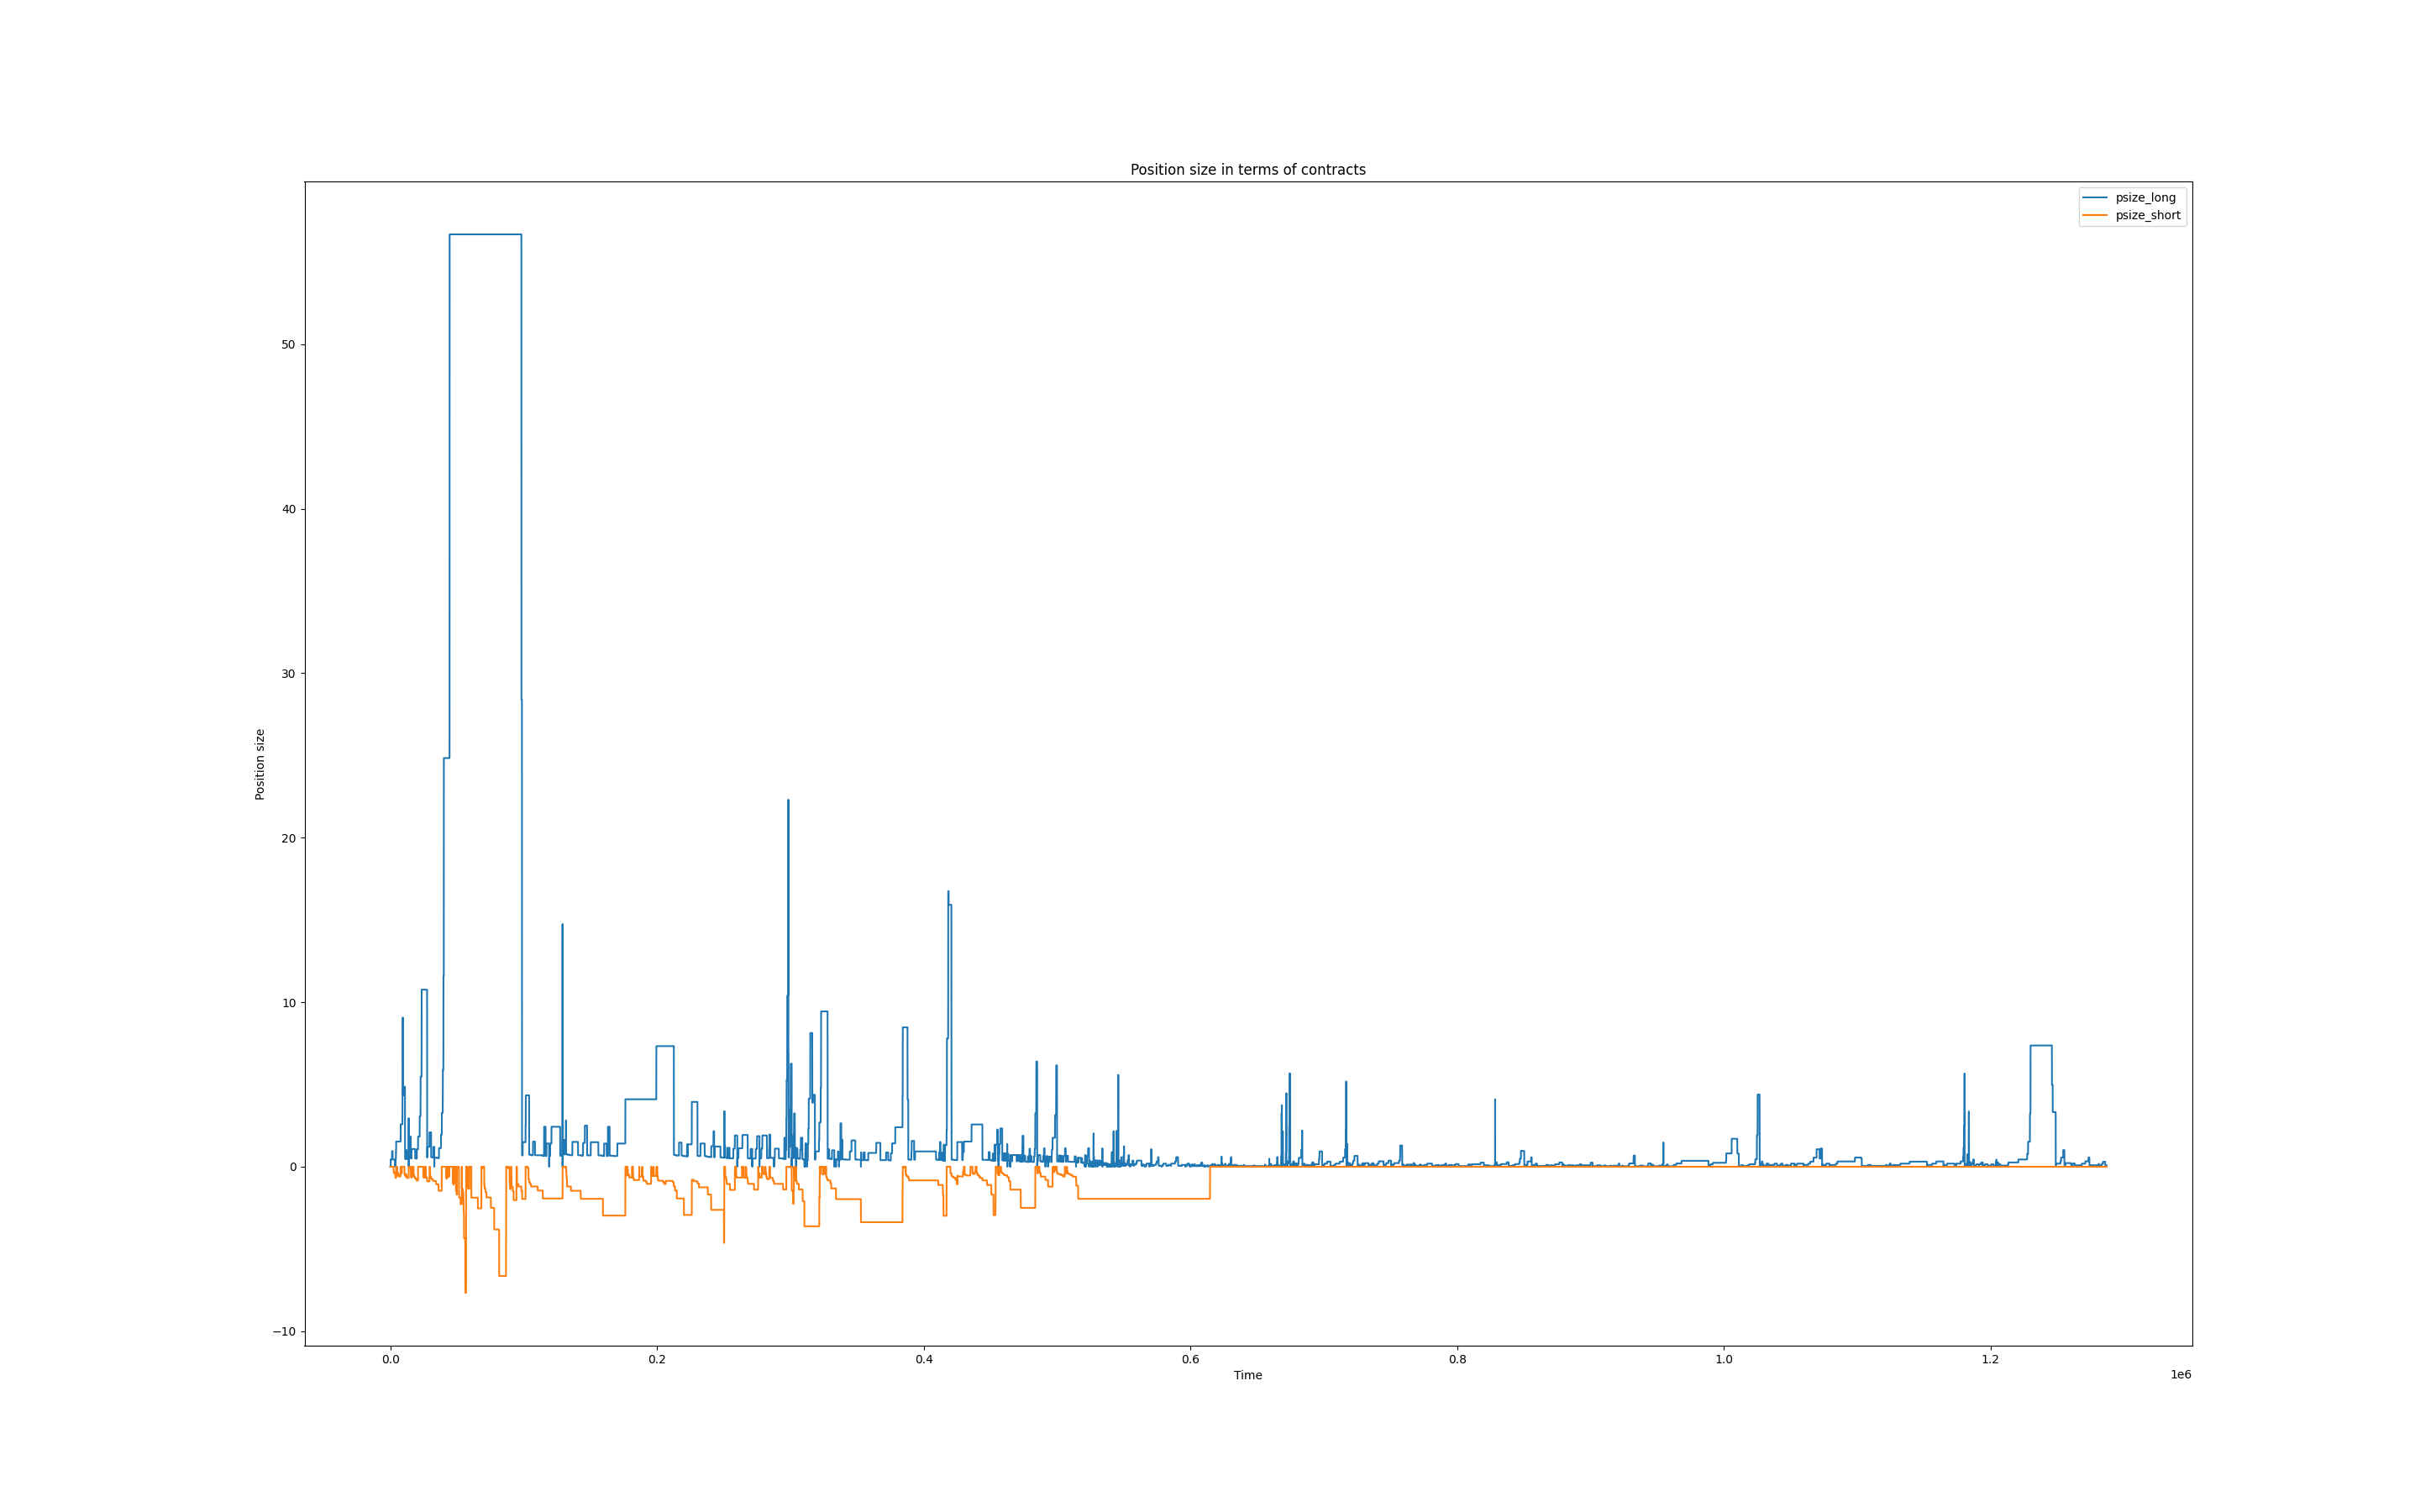 Position size in terms of contracts
psize_long
psize_short
Position size
50
40
30
20
10
0
−10
0.0 0.2 0.4 0.6 0.8 1.0 1.2
Time
1e6